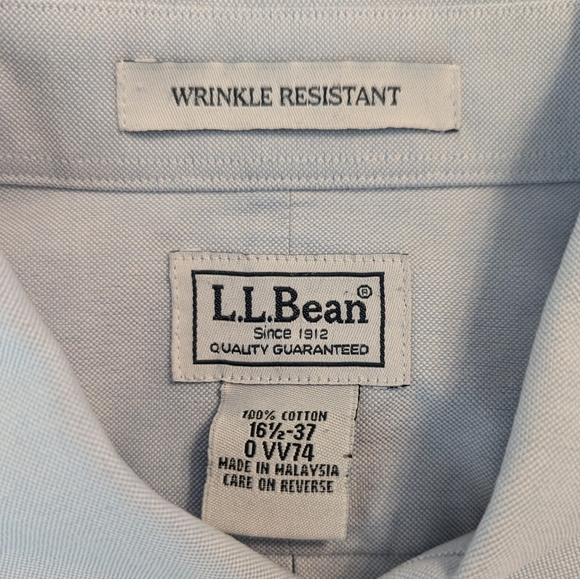 WRINKLE RESISTANT
L.L.Bean®
Since 1912
QUALITY GUARANTEED
100% COTTON
16½-37
0 VV74
MADE IN MALAYSIA
CARE ON REVERSE